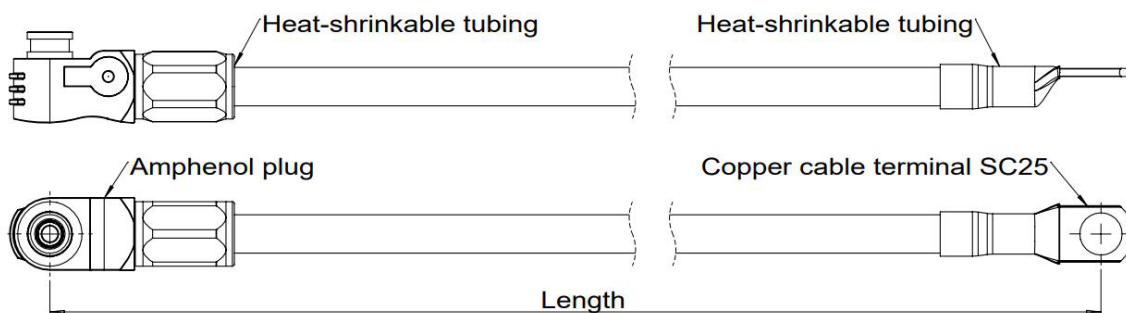 Heat-shrinkable tubing
Heat-shrinkable tubing
Amphenol plug
Copper cable terminal SC25
Length